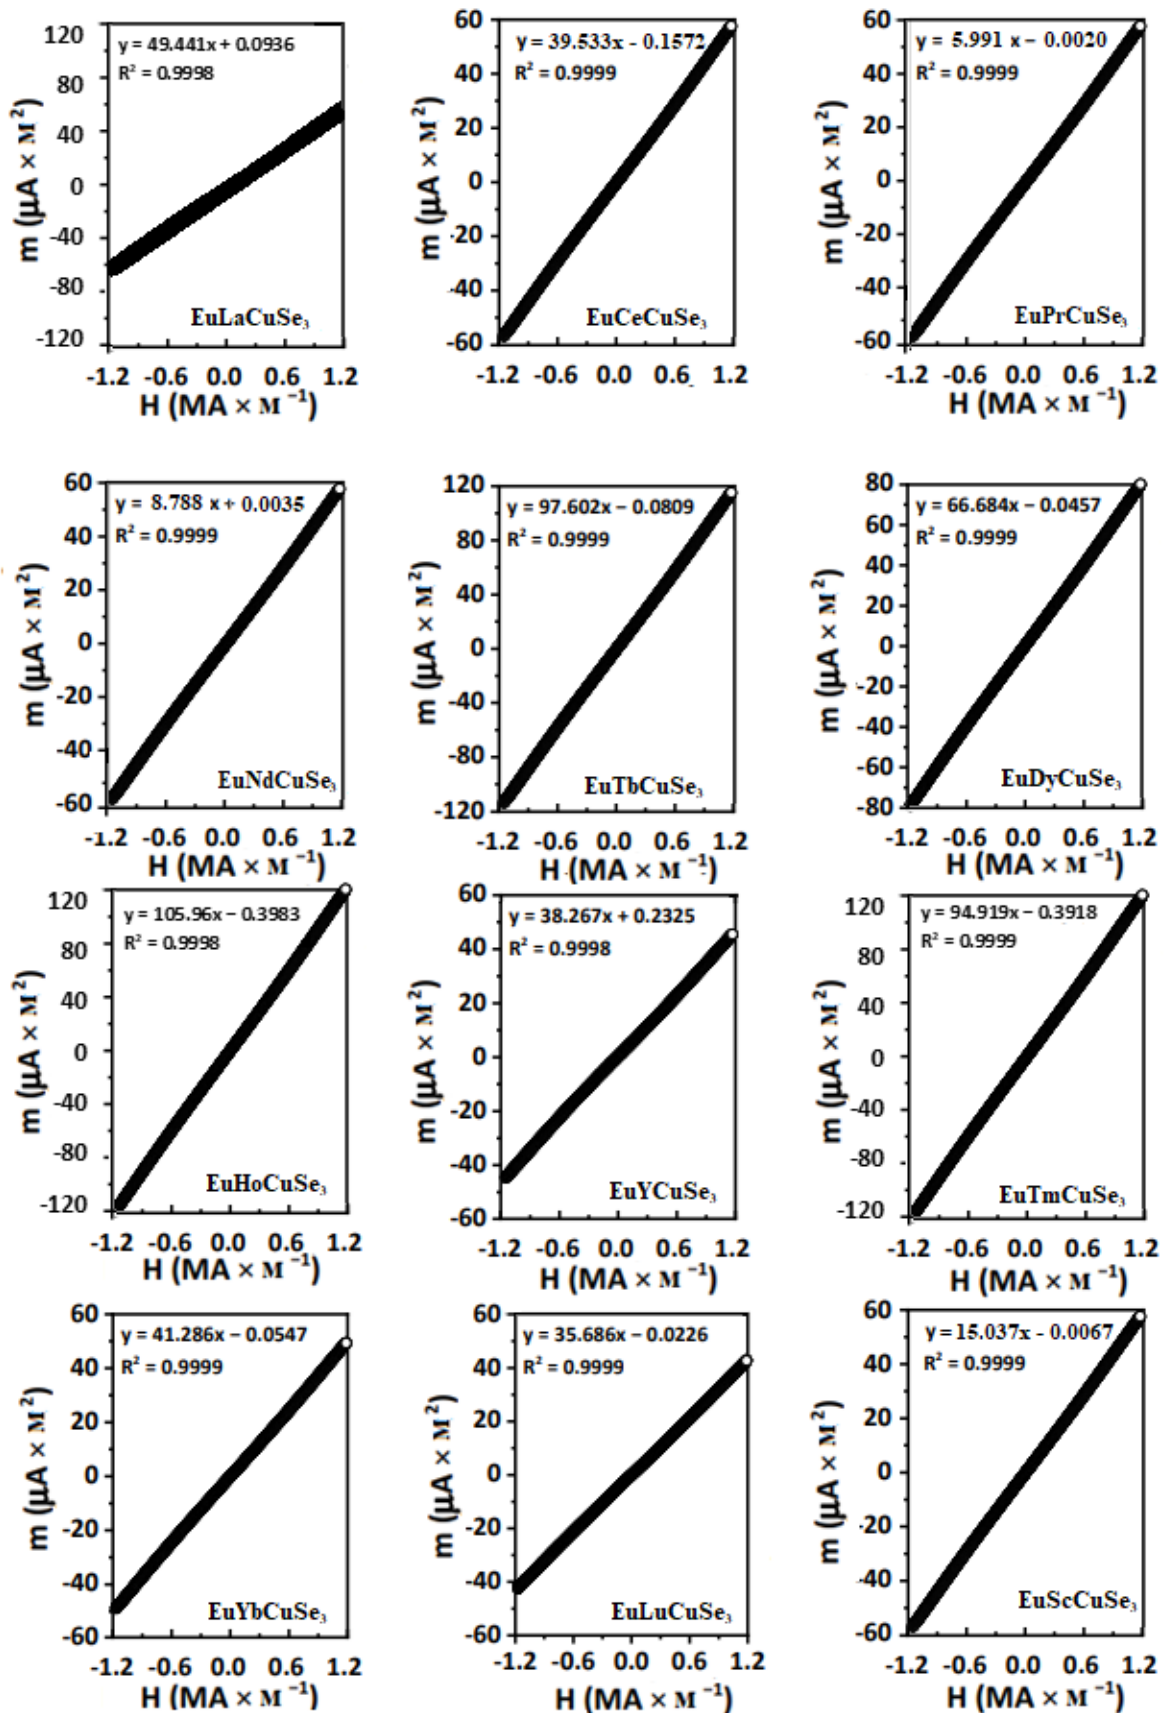 y = 49.441x + 0.0936
R² = 0.9998
120
80
40
0
-40
-80
-120
m (μA × M²)
EuLaCuSe₃
-1.2 -0.6 0.0 0.6 1.2
H (MA × M⁻¹)
y = 39.533x - 0.1572
R² = 0.9999
60
40
20
0
-20
-40
-60
m (μA × M²)
EuCeCuSe₃
-1.2 -0.6 0.0 0.6 1.2
H (MA × M⁻¹)
y = 5.991 x – 0.0020
R² = 0.9999
60
40
20
0
-20
-40
-60
m (μA × M²)
EuPrCuSe₃
-1.2 -0.6 0.0 0.6 1.2
H (MA × M⁻¹)
y = 8.788 x + 0.0035
R² = 0.9999
60
40
20
0
-20
-40
-60
m (μA × M²)
EuNdCuSe₃
-1.2 -0.6 0.0 0.6 1.2
H (MA × M⁻¹)
y = 97.602x – 0.0809
R² = 0.9999
120
80
40
0
-40
-80
-120
m (μA × M²)
EuTbCuSe₃
-1.2 -0.6 0.0 0.6 1.2
H (MA × M⁻¹)
y = 66.684x – 0.0457
R² = 0.9999
80
60
40
20
0
-20
-40
-60
-80
m (μA × M²)
EuDyCuSe₃
-1.2 -0.6 0.0 0.6 1.2
H (MA × M⁻¹)
y = 105.96x – 0.3983
R² = 0.9998
120
80
40
0
-40
-80
-120
m (μA × M²)
EuHoCuSe₃
-1.2 -0.6 0.0 0.6 1.2
H (MA × M⁻¹)
y = 38.267x + 0.2325
R² = 0.9998
60
40
20
0
-20
-40
-60
m (μA × M²)
EuYCuSe₃
-1.2 -0.6 0.0 0.6 1.2
H (MA × M⁻¹)
y = 94.919x – 0.3918
R² = 0.9999
120
80
40
0
-40
-80
-120
m (μA × M²)
EuTmCuSe₃
-1.2 -0.6 0.0 0.6 1.2
H (MA × M⁻¹)
y = 41.286x – 0.0547
R² = 0.9999
60
40
20
0
-20
-40
-60
m (μA × M²)
EuYbCuSe₃
-1.2 -0.6 0.0 0.6 1.2
H (MA × M⁻¹)
y = 35.686x – 0.0226
R² = 0.9999
60
40
20
0
-20
-40
-60
m (μA × M²)
EuLuCuSe₃
-1.2 -0.6 0.0 0.6 1.2
H (MA × M⁻¹)
y = 15.037x - 0.0067
R² = 0.9999
60
40
20
0
-20
-40
-60
m (μA × M²)
EuScCuSe₃
-1.2 -0.6 0.0 0.6 1.2
H (MA × M⁻¹)